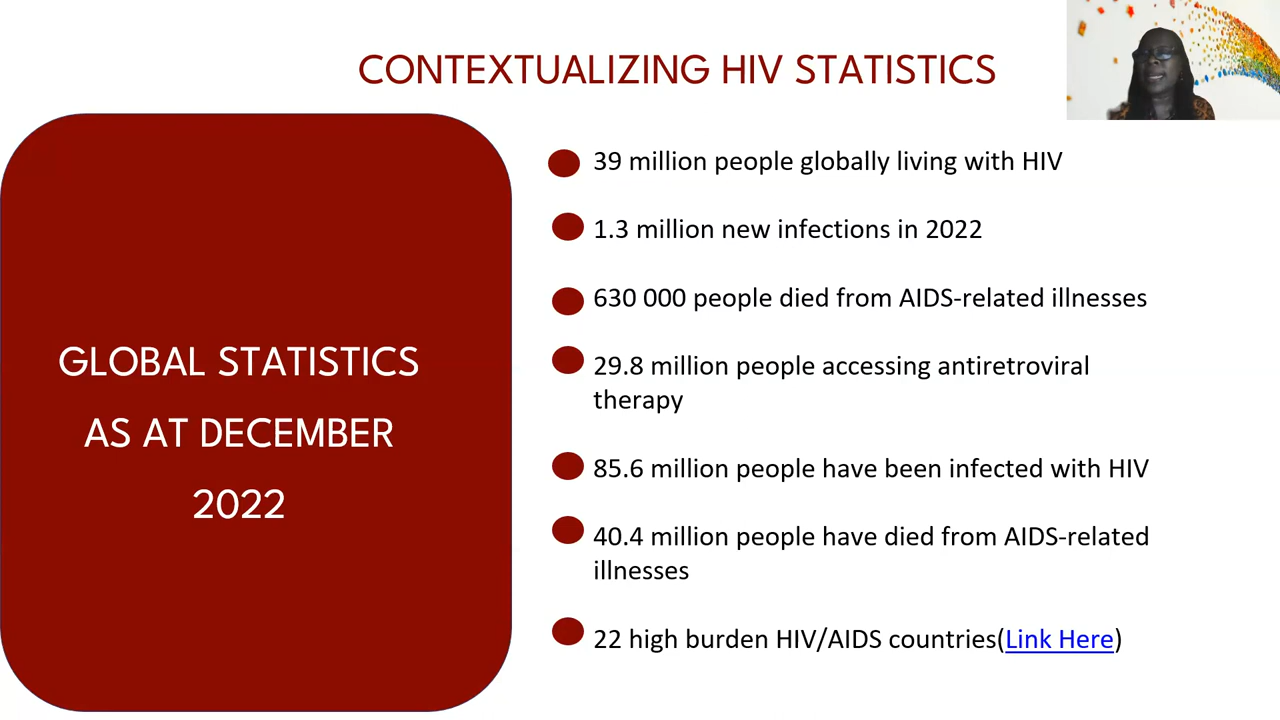 CONTEXTUALIZING HIV STATISTICS
GLOBAL STATISTICS
AS AT DECEMBER
2022
39 million people globally living with HIV
1.3 million new infections in 2022
630 000 people died from AIDS-related illnesses
29.8 million people accessing antiretroviral
therapy
85.6 million people have been infected with HIV
40.4 million people have died from AIDS-related
illnesses
22 high burden HIV/AIDS countries(Link Here)